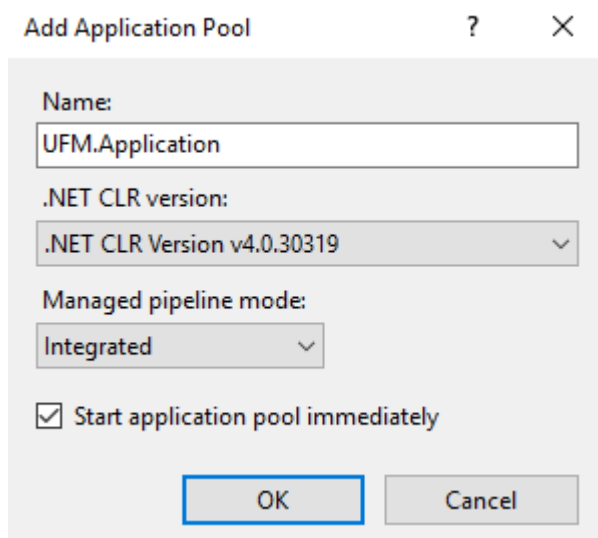 Add Application Pool ?
Name:
UFM.Application
.NET CLR version:
.NET CLR Version v4.0.30319
Managed pipeline mode:
Integrated
Start application pool immediately
OK Cancel